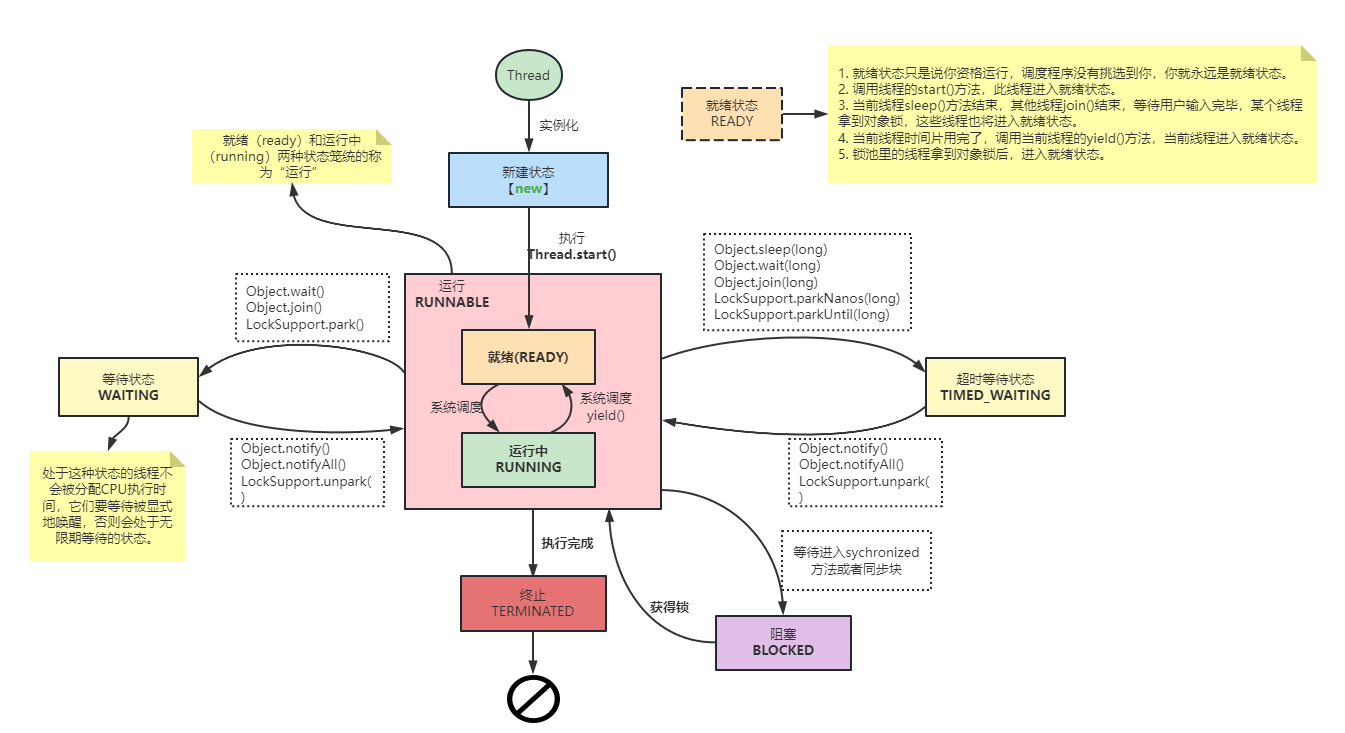 Thread
实例化
新建状态
【new】
执行
Thread.start()
就绪（ready）和运行中
（running）两种状态笼统的称
为“运行”
就绪状态
READY
1. 就绪状态只是说你资格运行，调度程序没有挑选到你，你就永远是就绪状态。
2. 调用线程的start()方法，此线程进入就绪状态。
3. 当前线程sleep()方法结束，其他线程join()结束，等待用户输入完毕，某个线程
拿到对象锁，这些线程也将进入就绪状态。
4. 当前线程时间片用完了，调用当前线程的yield()方法，当前线程进入就绪状态。
5. 锁池里的线程拿到对象锁后，进入就绪状态。
运行
RUNNABLE
就绪(READY)
系统调度
系统调度
yield()
运行中
RUNNING
Object.wait()
Object.join()
LockSupport.park()
等待状态
WAITING
Object.notify()
Object.notifyAll()
LockSupport.unpark(
)
处于这种状态的线程不
会被分配CPU执行时
间，它们要等待被显式
地唤醒，否则会处于无
限期等待的状态。
Object.sleep(long)
Object.wait(long)
Object.join(long)
LockSupport.parkNanos(long)
LockSupport.parkUntil(long)
超时等待状态
TIMED_WAITING
Object.notify()
Object.notifyAll()
LockSupport.unpark(
)
执行完成
终止
TERMINATED
获得锁
等待进入sychronized
方法或者同步块
阻塞
BLOCKED